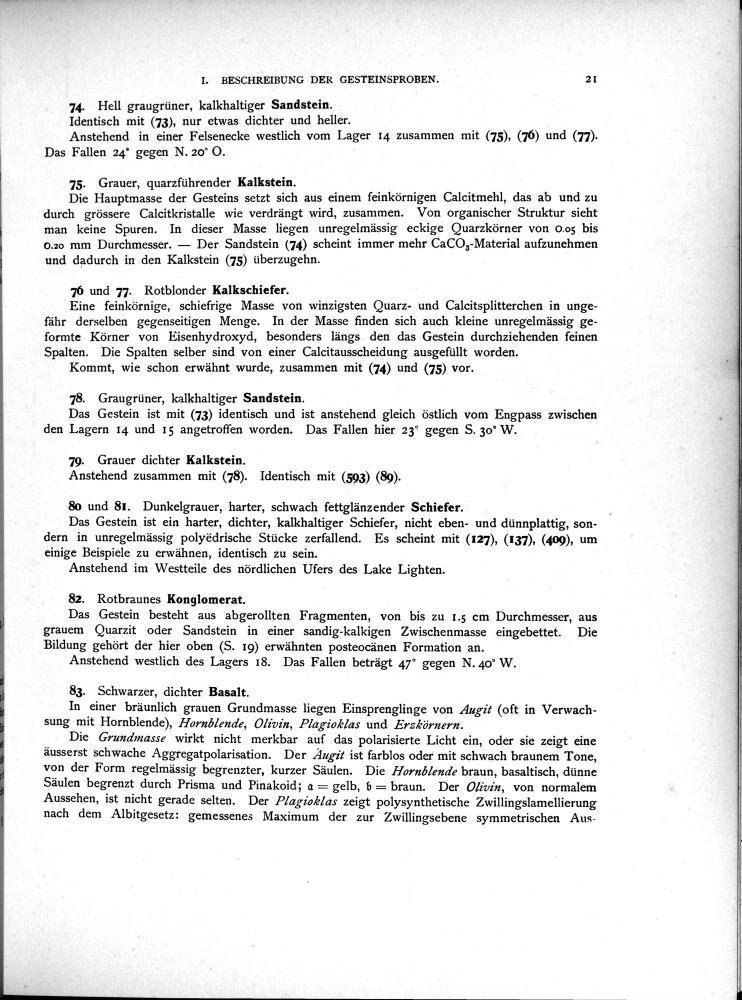 I. BESCHREIBUNG DER GESTEINSPROBEN. 21
74. Hell graugrüner, kalkhaltiger Sandstein.
Identisch mit (73), nur etwas dichter und heller.
Anstehend in einer Felsenecke westlich vom Lager 14 zusammen mit (75), (76) und (77).
Das Fallen 24° gegen N. 20° O.
75. Grauer, quarzführender Kalkstein.
Die Hauptmasse der Gesteins setzt sich aus einem feinkörnigen Calcitmehl, das ab und zu
durch grössere Calcitkristalle wie verdrängt wird, zusammen. Von organischer Struktur sieht
man keine Spuren. In dieser Masse liegen unregelmässig eckige Quarzkörner von 0.05 bis
0.20 mm Durchmesser. — Der Sandstein (74) scheint immer mehr CaCO₃-Material aufzunehmen
und dadurch in den Kalkstein (75) überzugehn.
76 und 77. Rotblonder Kalkschiefer.
Eine feinkörnige, schiefrige Masse von winzigsten Quarz- und Calcitsplitterchen in unge-
fähr derselben gegenseitigen Menge. In der Masse finden sich auch kleine unregelmässig ge-
formte Körner von Eisenhydroxyd, besonders längs den das Gestein durchziehenden feinen
Spalten. Die Spalten selber sind von einer Calcitausscheidung ausgefüllt worden.
Kommt, wie schon erwähnt wurde, zusammen mit (74) und (75) vor.
78. Graugrüner, kalkhaltiger Sandstein.
Das Gestein ist mit (73) identisch und ist anstehend gleich östlich vom Engpass zwischen
den Lagern 14 und 15 angetroffen worden. Das Fallen hier 23° gegen S. 30° W.
79. Grauer dichter Kalkstein.
Anstehend zusammen mit (78). Identisch mit (593) (89).
80 und 81. Dunkelgrauer, harter, schwach fettglänzender Schiefer.
Das Gestein ist ein harter, dichter, kalkhaltiger Schiefer, nicht eben- und dünnplattig, son-
dern in unregelmässig polyëdrische Stücke zerfallend. Es scheint mit (127), (137), (409), um
einige Beispiele zu erwähnen, identisch zu sein.
Anstehend im Westteile des nördlichen Ufers des Lake Lighten.
82. Rotbraunes Konglomerat.
Das Gestein besteht aus abgerollten Fragmenten, von bis zu 1.5 cm Durchmesser, aus
grauem Quarzit oder Sandstein in einer sandig-kalkigen Zwischenmasse eingebettet. Die
Bildung gehört der hier oben (S. 19) erwähnten posteocänen Formation an.
Anstehend westlich des Lagers 18. Das Fallen beträgt 47° gegen N. 40° W.
83. Schwarzer, dichter Basalt.
In einer bräunlich grauen Grundmasse liegen Einsprenglinge von Augit (oft in Verwach-
sung mit Hornblende), Hornblende, Olivin, Plagioklas und Erzkörnern.
Die Grundmasse wirkt nicht merkbar auf das polarisierte Licht ein, oder sie zeigt eine
äusserst schwache Aggregatpolarisation. Der Augit ist farblos oder mit schwach braunem Tone,
von der Form regelmässig begrenzter, kurzer Säulen. Die Hornblende braun, basaltisch, dünne
Säulen begrenzt durch Prisma und Pinakoid; a = gelb, b = braun. Der Olivin, von normalem
Aussehen, ist nicht gerade selten. Der Plagioklas zeigt polysynthetische Zwillingslamellierung
nach dem Albitgesetz: gemessenes Maximum der zur Zwillingsebene symmetrischen Aus-